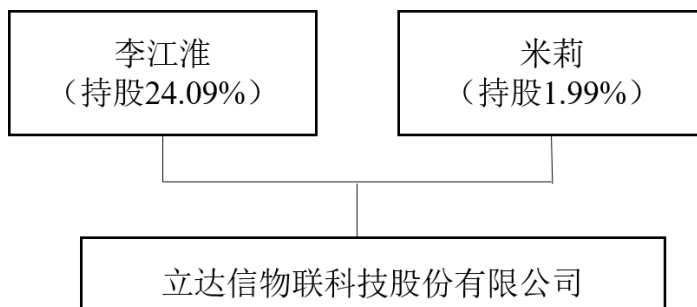 李江淮
（持股24.09%）
米莉
（持股1.99%）
立达信物联科技股份有限公司